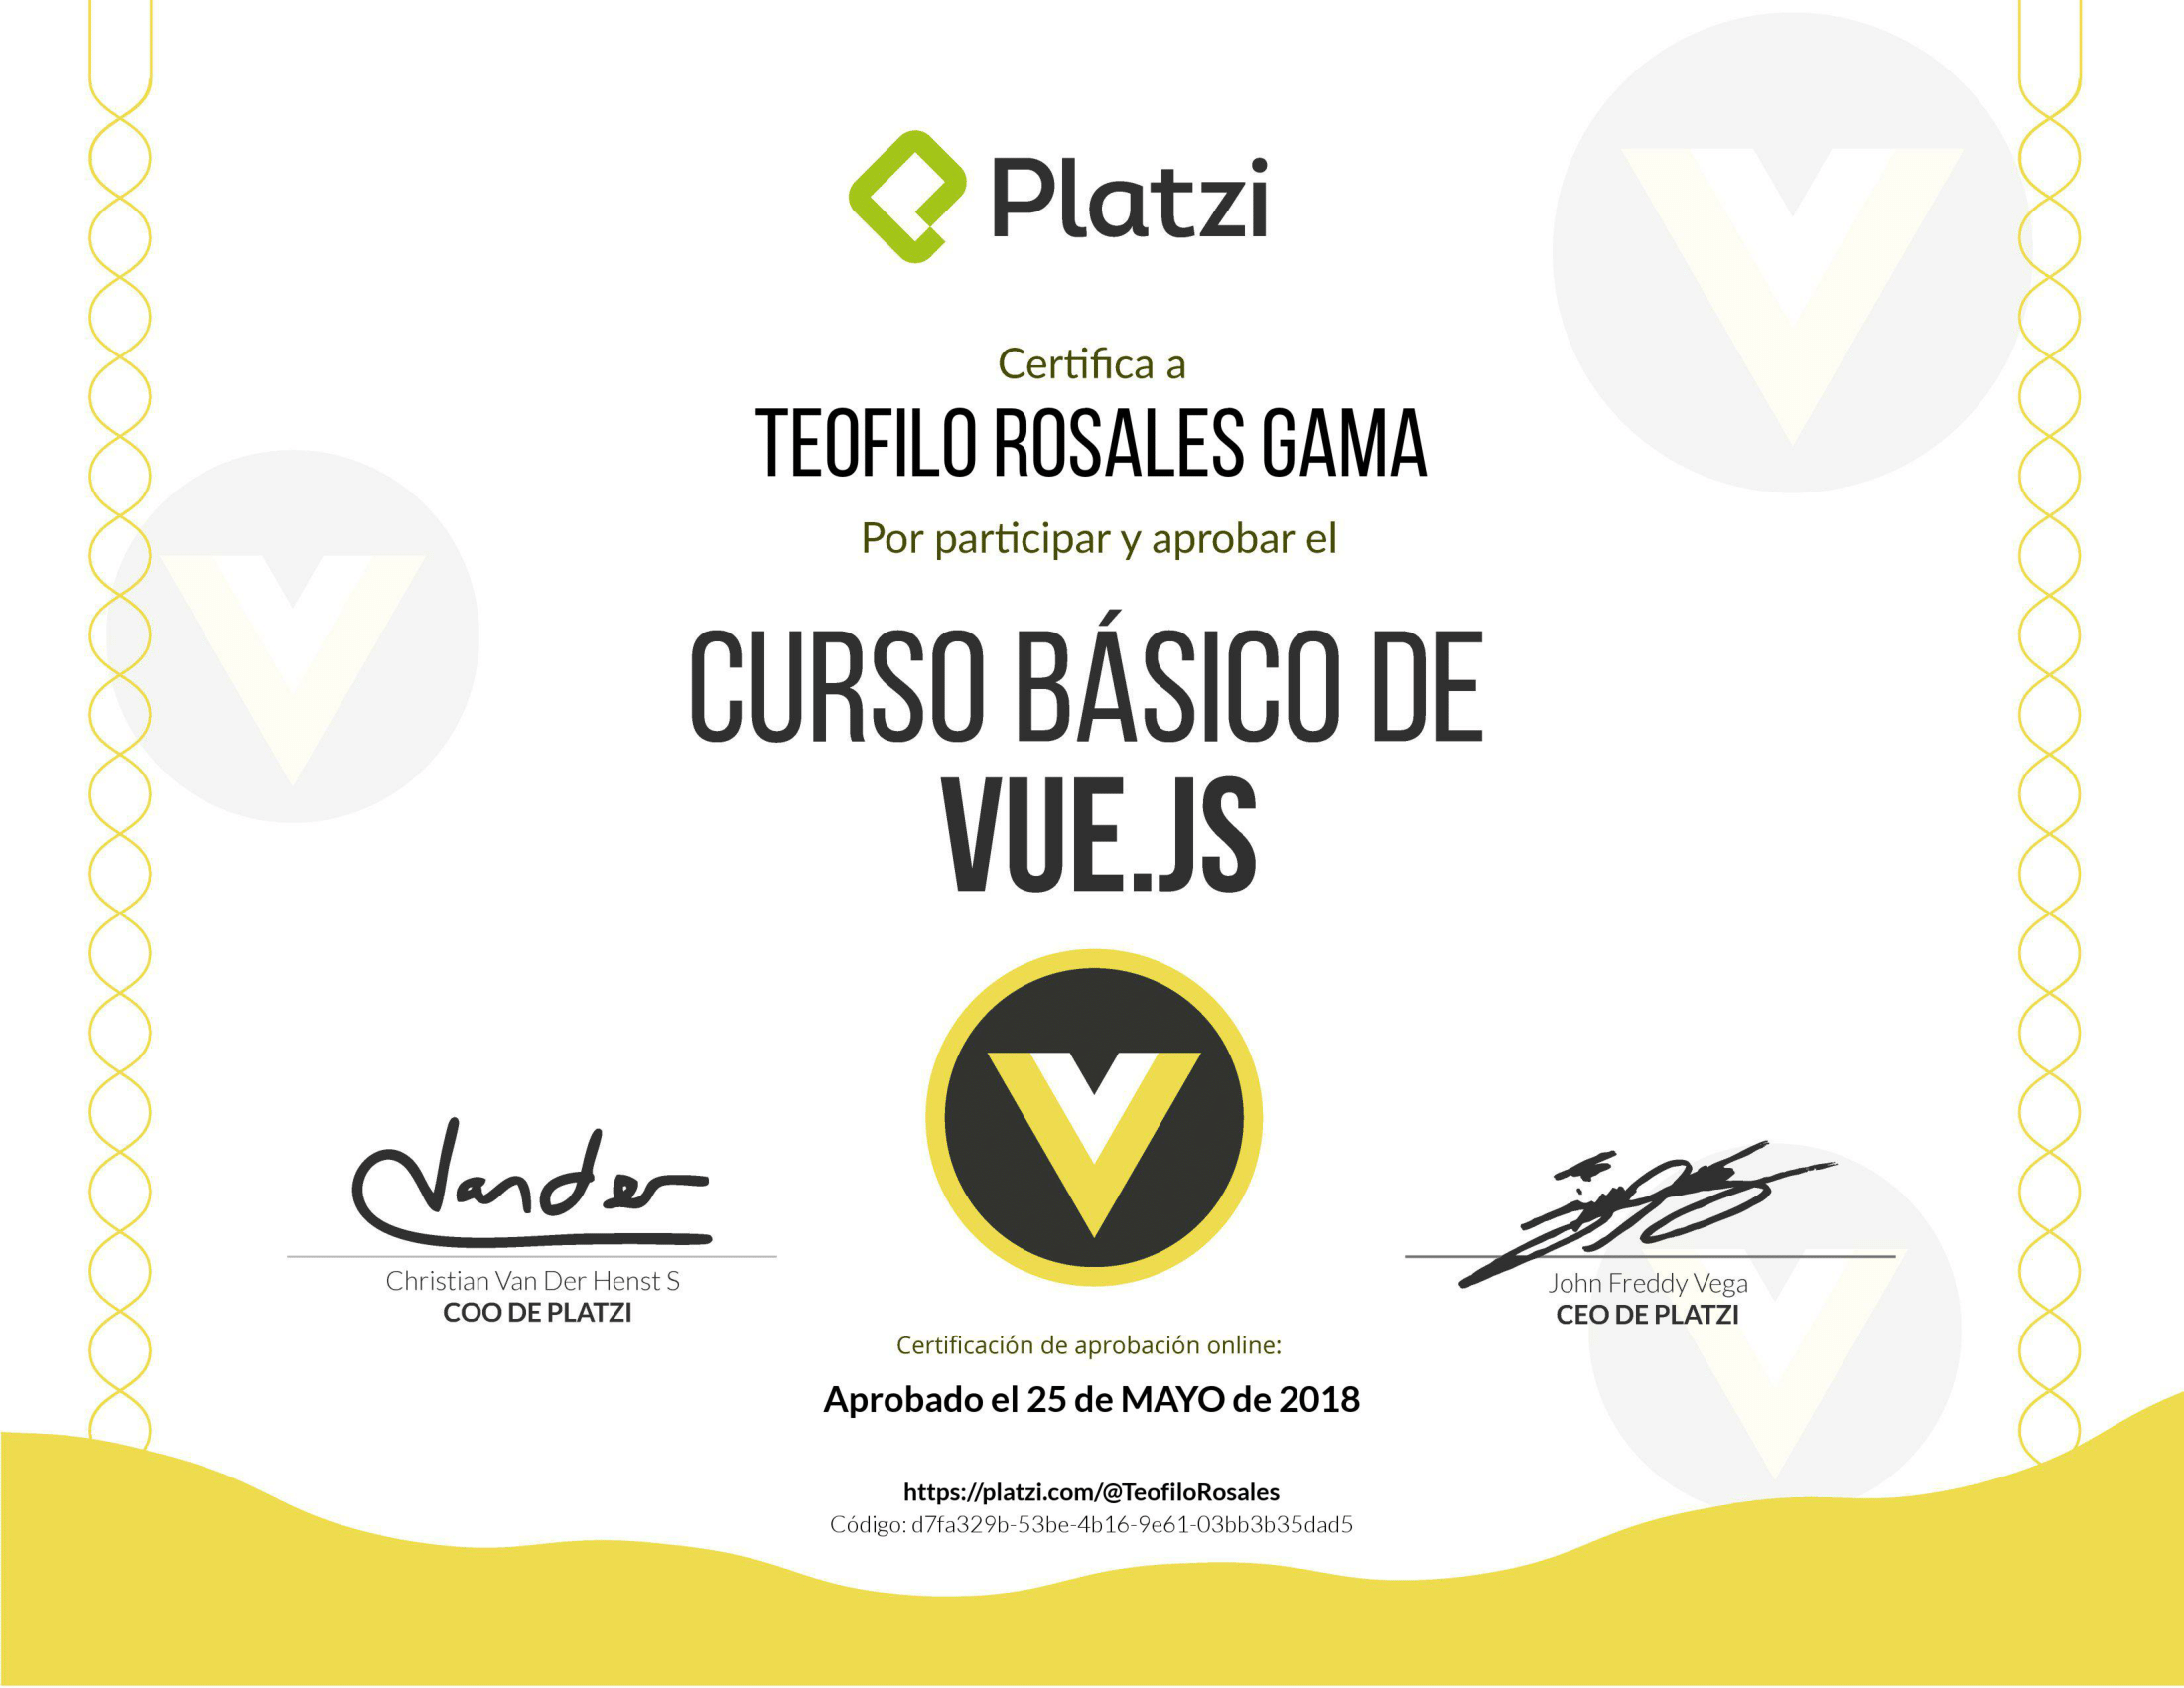 Platzi
Certifica a
TEOFILO ROSALES GAMA
Por participar y aprobar el
CURSO BÁSICO DE
VUE.JS
Vander
Christian Van Der Henst S
COO DE PLATZI
John Freddy Vega
CEO DE PLATZI
Certificación de aprobación online:
Aprobado el 25 de MAYO de 2018
https://platzi.com/@TeofiloRosales
Código: d7fa329b-53be-4b16-9e61-03bb3b35dad5